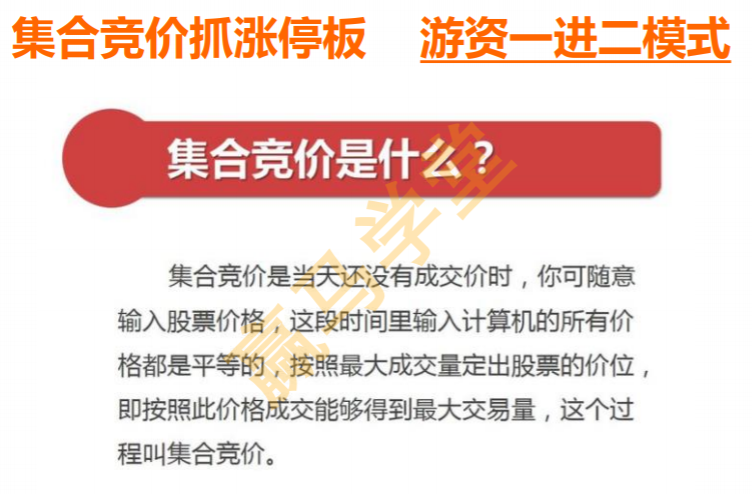 集合竞价抓涨停板 游资一进二模式
集合竞价是什么？
集合竞价是当天还没有成交价时，你可随意
输入股票价格，这段时间里输入计算机的所有价
格都是平等的，按照最大成交量定出股票的价位，
即按照此价格成交能够得到最大交易量，这个过
程叫集合竞价。
赢马学堂